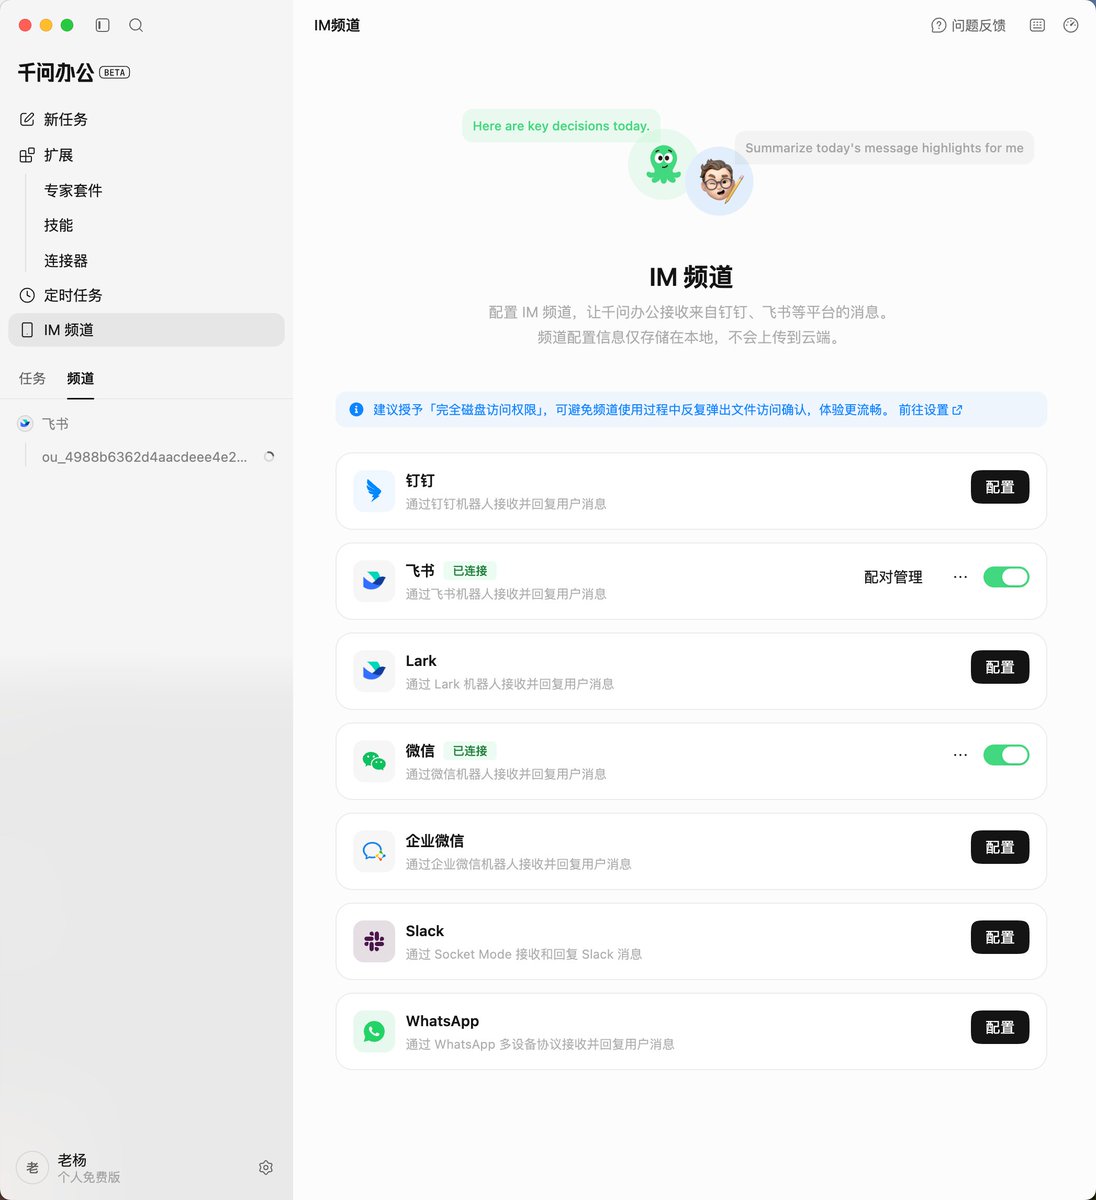 IM频道
问题反馈
千问办公 BETA
新任务
扩展
专家套件
技能
连接器
定时任务
IM 频道
任务 频道
飞书
ou_4988b6362d4aacdeee4e2...
老
老杨
个人免费版
Here are key decisions today.
Summarize today's message highlights for me
IM 频道
配置 IM 频道，让千问办公接收来自钉钉、飞书等平台的消息。
频道配置信息仅存储在本地，不会上传到云端。
建议授予「完全磁盘访问权限」，可避免频道使用过程中反复弹出文件访问确认，体验更流畅。 前往设置
钉钉
通过钉钉机器人接收并回复用户消息
配置
飞书 已连接
通过飞书机器人接收并回复用户消息
配对管理 ...
Lark
通过 Lark 机器人接收并回复用户消息
配置
微信 已连接
通过微信机器人接收并回复用户消息
...
企业微信
通过企业微信机器人接收并回复用户消息
配置
Slack
通过 Socket Mode 接收和回复 Slack 消息
配置
WhatsApp
通过 WhatsApp 多设备协议接收并回复用户消息
配置